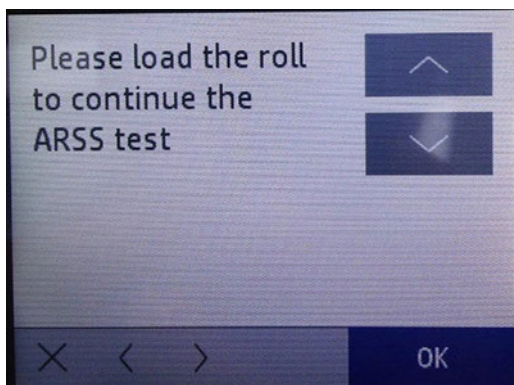 Please load the roll
to continue the
ARSS test
OK